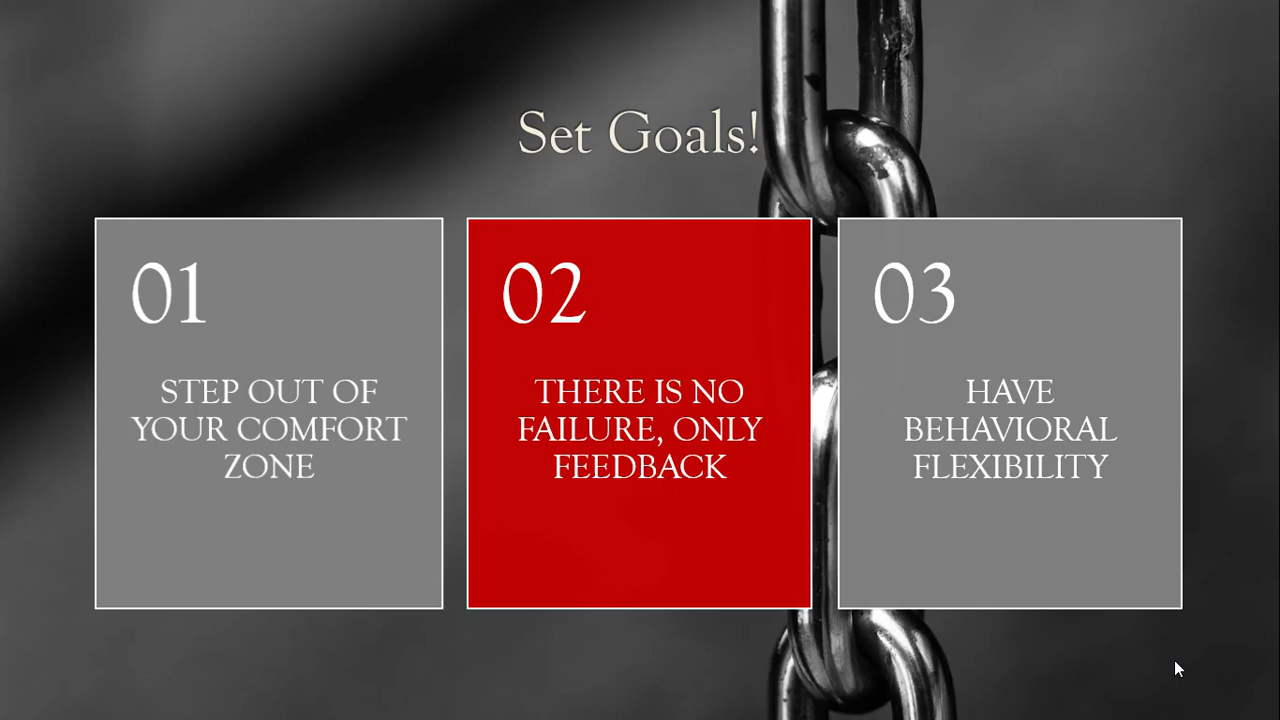 Set Goals!
01
STEP OUT OF
YOUR COMFORT
ZONE
02
THERE IS NO
FAILURE, ONLY
FEEDBACK
03
HAVE
BEHAVIORAL
FLEXIBILITY